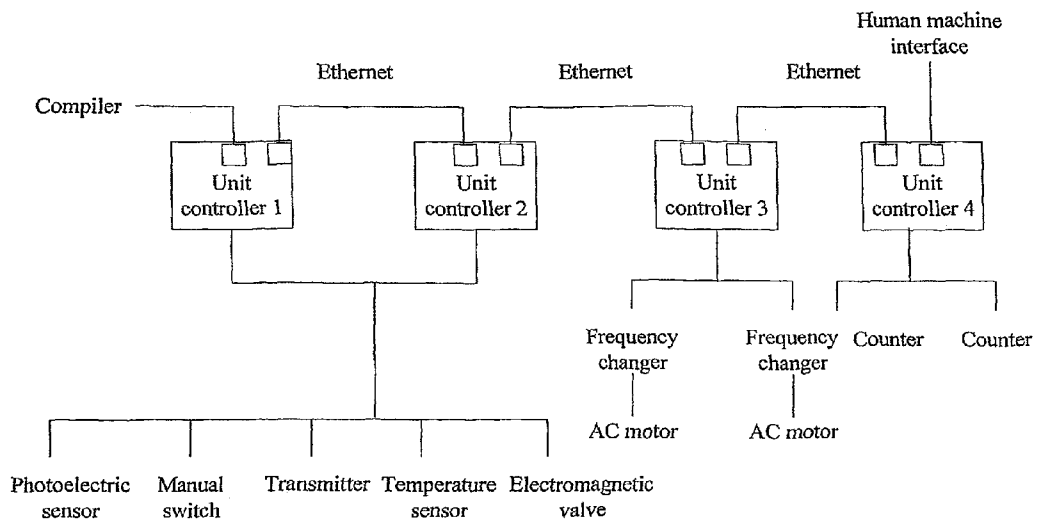 Human machine
interface
Ethernet
Ethernet
Ethernet
Compiler
Unit
controller 1
Unit
controller 2
Unit
controller 3
Unit
controller 4
Frequency
changer
Frequency
changer
Counter
Counter
AC motor
AC motor
Photoelectric
sensor
Manual
switch
Transmitter
Temperature
sensor
Electromagnetic
valve